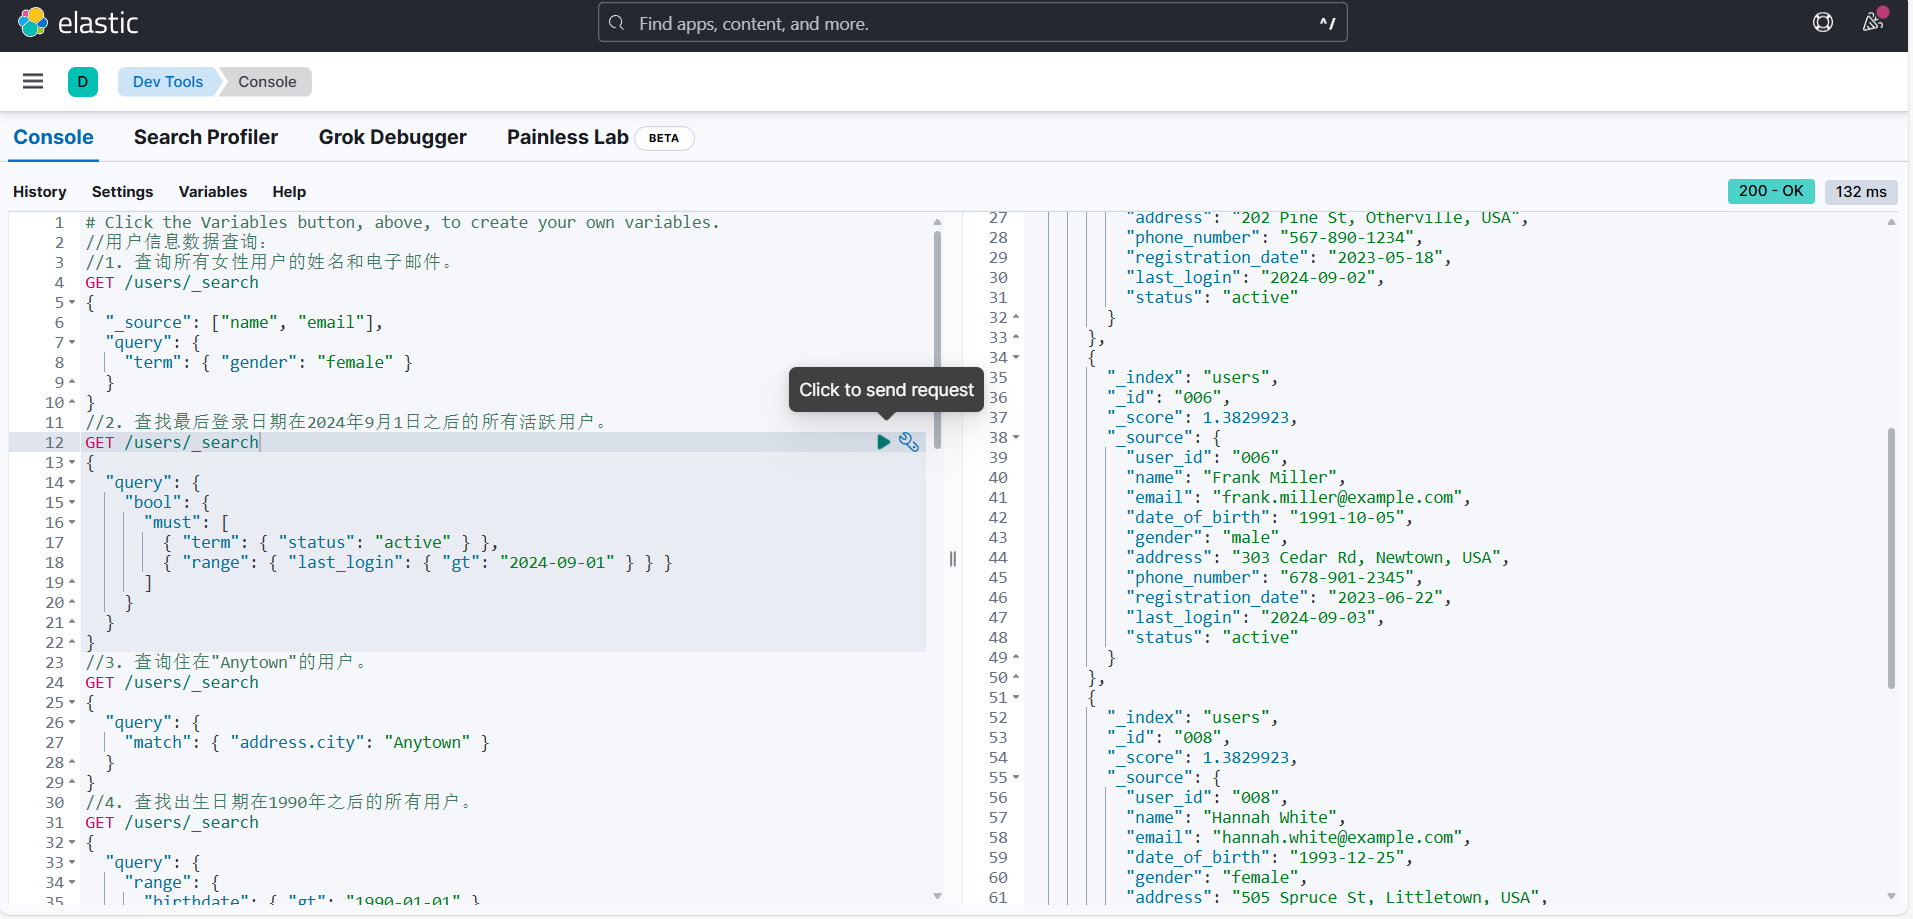 elastic
Find apps, content, and more.
^/
D
Dev Tools
Console
Console
Search Profiler
Grok Debugger
Painless Lab
BETA
History
Settings
Variables
Help
200 - OK
132 ms
1 # Click the Variables button, above, to create your own variables.
2 //用户信息数据查询:
3 //1. 查询所有女性用户的姓名和电子邮件。
4 GET /users/_search
5 {
6 "_source": ["name", "email"],
7 "query": {
8 "term": { "gender": "female" }
9 }
10 }
11 //2. 查找最后登录日期在2024年9月1日之后的所有活跃用户。
12 GET /users/_search
13 {
14 "query": {
15 "bool": {
16 "must": [
17 { "term": { "status": "active" } },
18 { "range": { "last_login": { "gt": "2024-09-01" } } }
19 ]
20 }
21 }
22 }
23 //3. 查询住在"Anytown"的用户。
24 GET /users/_search
25 {
26 "query": {
27 "match": { "address.city": "Anytown" }
28 }
29 }
30 //4. 查找出生日期在1990年之后的所有用户。
31 GET /users/_search
32 {
33 "query": {
34 "range": {
35 "birthdate": { "gt": "1990-01-01" }
Click to send request
27 "address": "202 Pine St, Otherville, USA",
28 "phone_number": "567-890-1234",
29 "registration_date": "2023-05-18",
30 "last_login": "2024-09-02",
31 "status": "active"
32 }
33 },
34 {
35 "_index": "users",
36 "_id": "006",
37 "_score": 1.3829923,
38 "_source": {
39 "user_id": "006",
40 "name": "Frank Miller",
41 "email": "frank.miller@example.com",
42 "date_of_birth": "1991-10-05",
43 "gender": "male",
44 "address": "303 Cedar Rd, Newtown, USA",
45 "phone_number": "678-901-2345",
46 "registration_date": "2023-06-22",
47 "last_login": "2024-09-03",
48 "status": "active"
49 }
50 },
51 {
52 "_index": "users",
53 "_id": "008",
54 "_score": 1.3829923,
55 "_source": {
56 "user_id": "008",
57 "name": "Hannah White",
58 "email": "hannah.white@example.com",
59 "date_of_birth": "1993-12-25",
60 "gender": "female",
61 "address": "505 Spruce St, Littletown, USA",